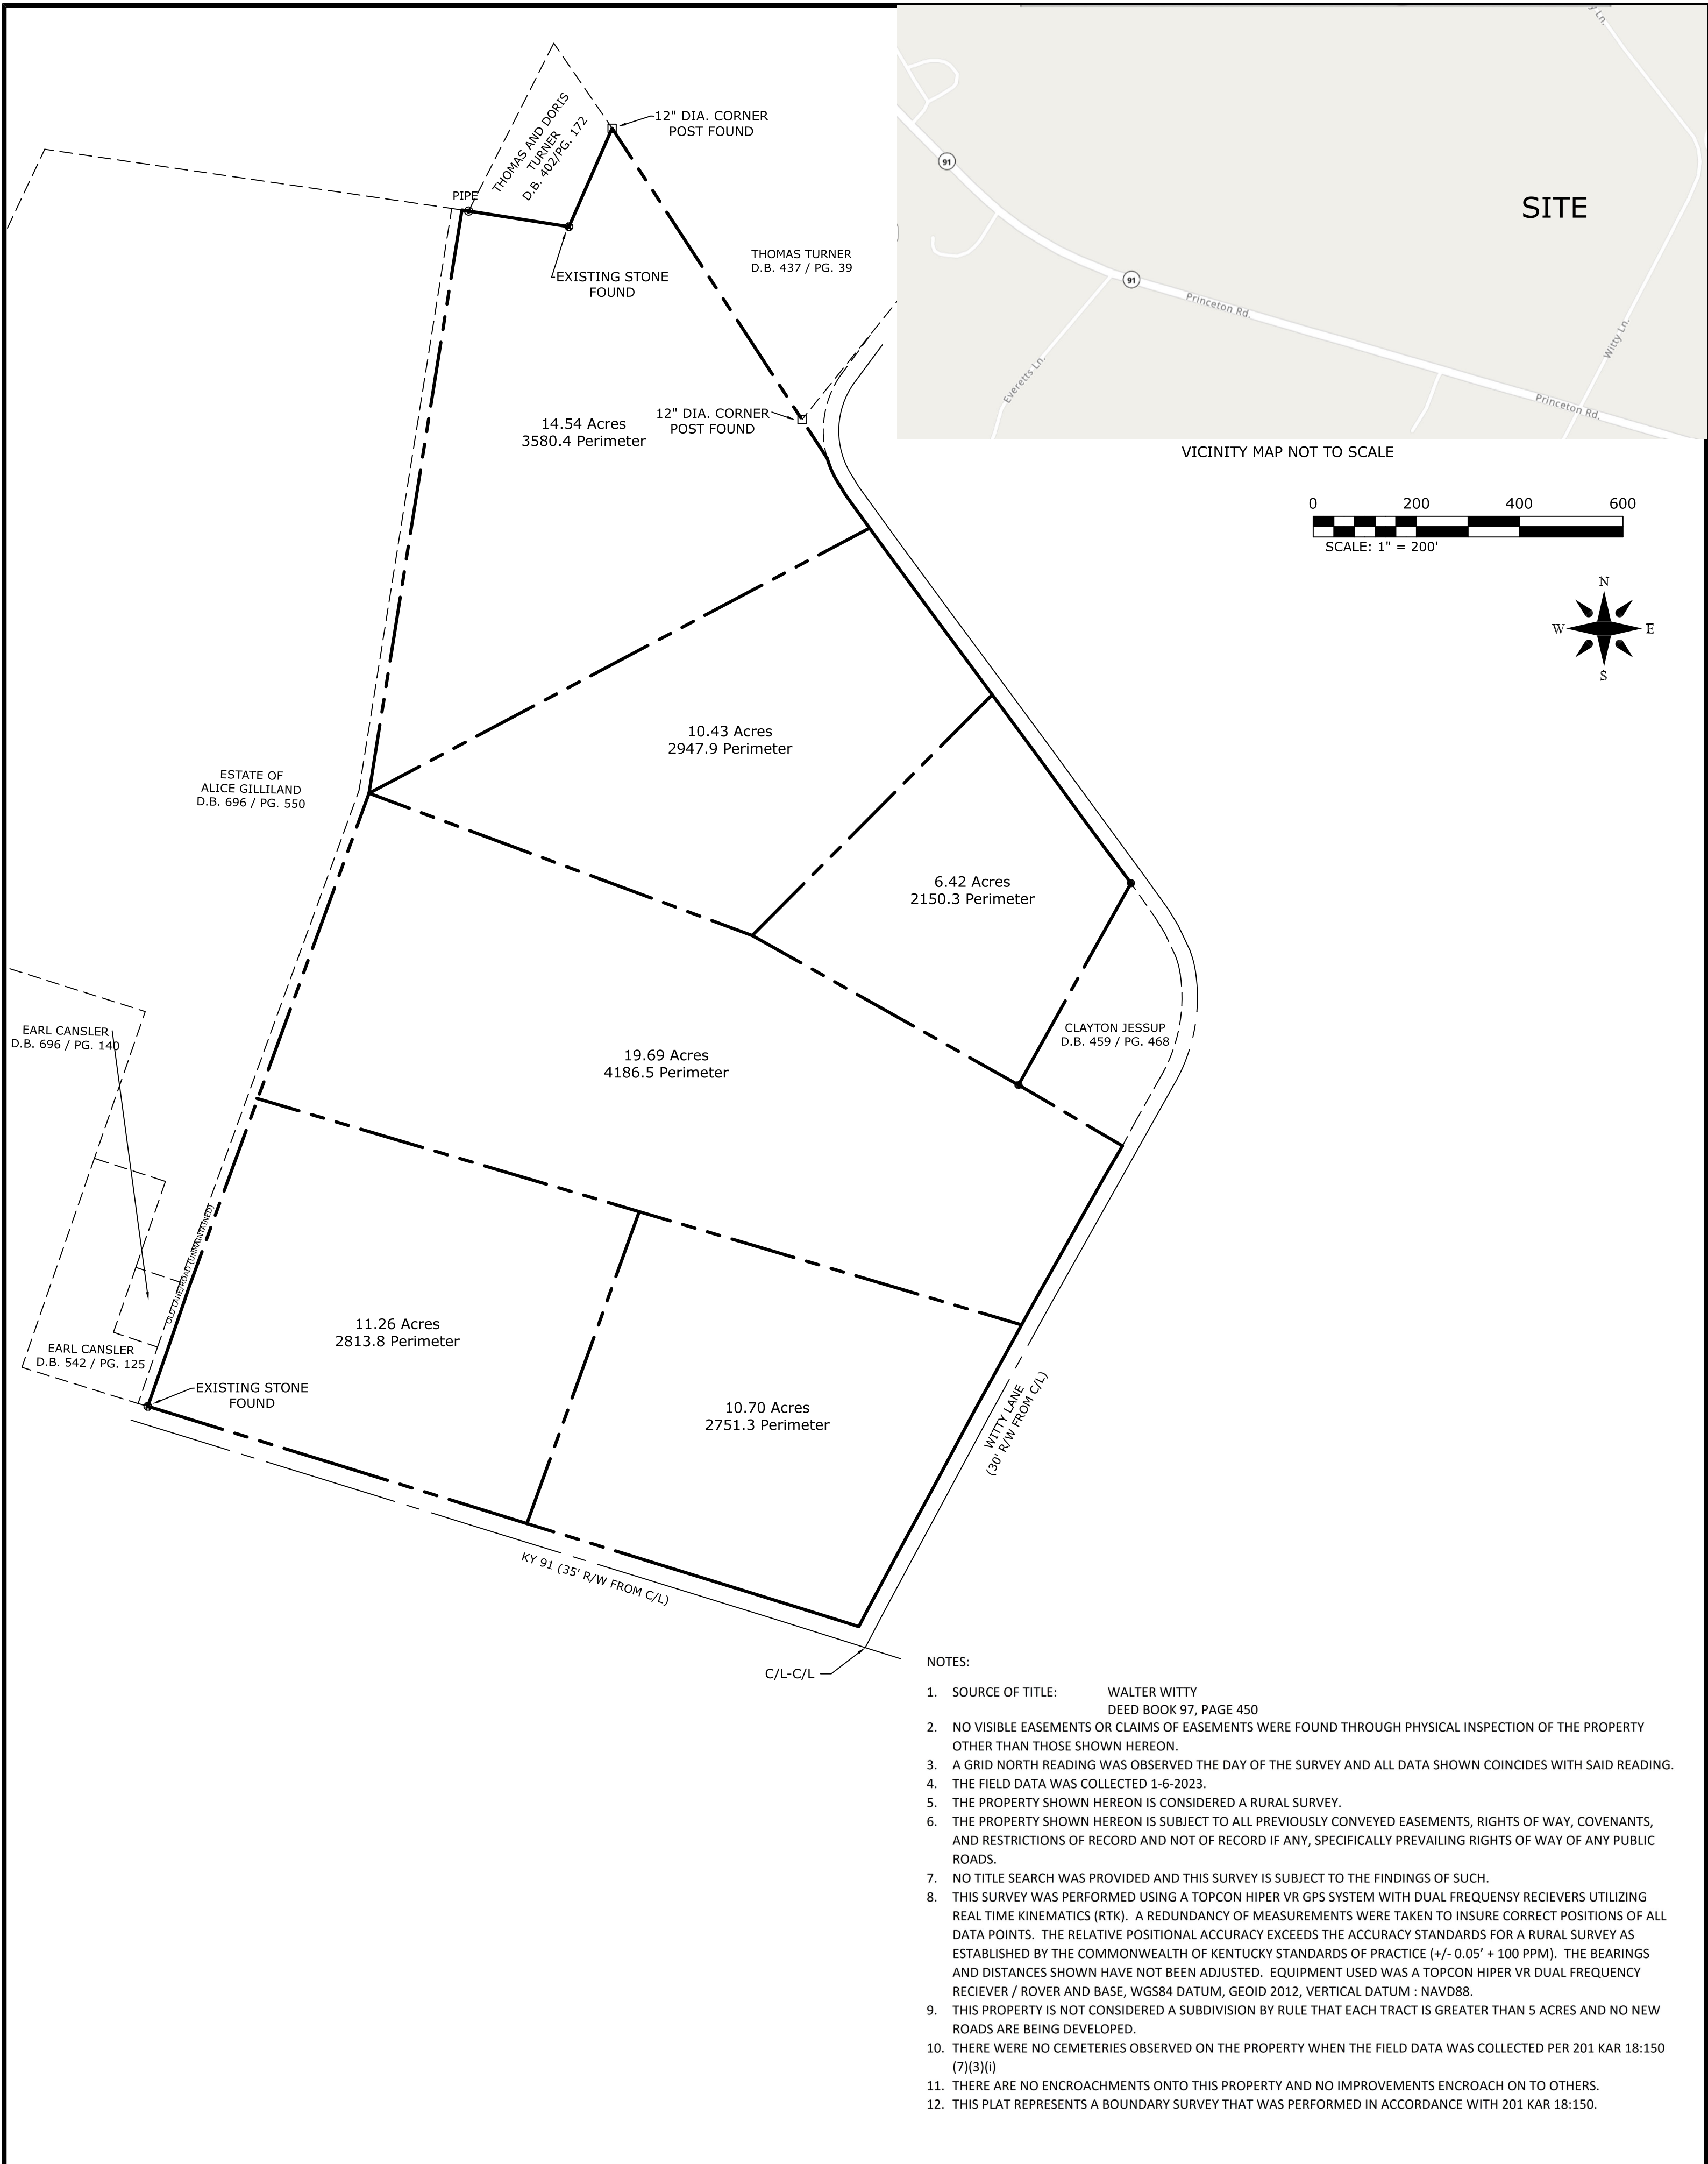 THOMAS AND DORIS
TURNER
D.B. 402/PG. 172
12" DIA. CORNER
POST FOUND
PIPE
EXISTING STONE
FOUND
THOMAS TURNER
D.B. 437 / PG. 39
14.54 Acres
3580.4 Perimeter
12" DIA. CORNER
POST FOUND
y Ln.
91
SITE
91
Princeton Rd.
Everetts Ln.
Witty Ln.
Princeton Rd.
VICINITY MAP NOT TO SCALE
0 200 400 600
SCALE: 1" = 200'
N
W E
S
10.43 Acres
2947.9 Perimeter
ESTATE OF
ALICE GILLILAND
D.B. 696 / PG. 550
6.42 Acres
2150.3 Perimeter
EARL CANSLER
D.B. 696 / PG. 140
CLAYTON JESSUP
D.B. 459 / PG. 468
19.69 Acres
4186.5 Perimeter
OLD LANE/ROAD (UNMAINTAINED)
11.26 Acres
2813.8 Perimeter
EARL CANSLER
D.B. 542 / PG. 125
EXISTING STONE
FOUND
10.70 Acres
2751.3 Perimeter
WITTY LANE
(30' R/W FROM C/L)
KY 91 (35' R/W FROM C/L)
C/L-C/L
NOTES:
1. SOURCE OF TITLE: WALTER WITTY
DEED BOOK 97, PAGE 450
2. NO VISIBLE EASEMENTS OR CLAIMS OF EASEMENTS WERE FOUND THROUGH PHYSICAL INSPECTION OF THE PROPERTY
OTHER THAN THOSE SHOWN HEREON.
3. A GRID NORTH READING WAS OBSERVED THE DAY OF THE SURVEY AND ALL DATA SHOWN COINCIDES WITH SAID READING.
4. THE FIELD DATA WAS COLLECTED 1-6-2023.
5. THE PROPERTY SHOWN HEREON IS CONSIDERED A RURAL SURVEY.
6. THE PROPERTY SHOWN HEREON IS SUBJECT TO ALL PREVIOUSLY CONVEYED EASEMENTS, RIGHTS OF WAY, COVENANTS,
AND RESTRICTIONS OF RECORD AND NOT OF RECORD IF ANY, SPECIFICALLY PREVAILING RIGHTS OF WAY OF ANY PUBLIC
ROADS.
7. NO TITLE SEARCH WAS PROVIDED AND THIS SURVEY IS SUBJECT TO THE FINDINGS OF SUCH.
8. THIS SURVEY WAS PERFORMED USING A TOPCON HIPER VR GPS SYSTEM WITH DUAL FREQUENSY RECIEVERS UTILIZING
REAL TIME KINEMATICS (RTK). A REDUNDANCY OF MEASUREMENTS WERE TAKEN TO INSURE CORRECT POSITIONS OF ALL
DATA POINTS. THE RELATIVE POSITIONAL ACCURACY EXCEEDS THE ACCURACY STANDARDS FOR A RURAL SURVEY AS
ESTABLISHED BY THE COMMONWEALTH OF KENTUCKY STANDARDS OF PRACTICE (+/- 0.05’ + 100 PPM). THE BEARINGS
AND DISTANCES SHOWN HAVE NOT BEEN ADJUSTED. EQUIPMENT USED WAS A TOPCON HIPER VR DUAL FREQUENCY
RECIEVER / ROVER AND BASE, WGS84 DATUM, GEOID 2012, VERTICAL DATUM : NAVD88.
9. THIS PROPERTY IS NOT CONSIDERED A SUBDIVISION BY RULE THAT EACH TRACT IS GREATER THAN 5 ACRES AND NO NEW
ROADS ARE BEING DEVELOPED.
10. THERE WERE NO CEMETERIES OBSERVED ON THE PROPERTY WHEN THE FIELD DATA WAS COLLECTED PER 201 KAR 18:150
(7)(3)(i)
11. THERE ARE NO ENCROACHMENTS ONTO THIS PROPERTY AND NO IMPROVEMENTS ENCROACH ON TO OTHERS.
12. THIS PLAT REPRESENTS A BOUNDARY SURVEY THAT WAS PERFORMED IN ACCORDANCE WITH 201 KAR 18:150.